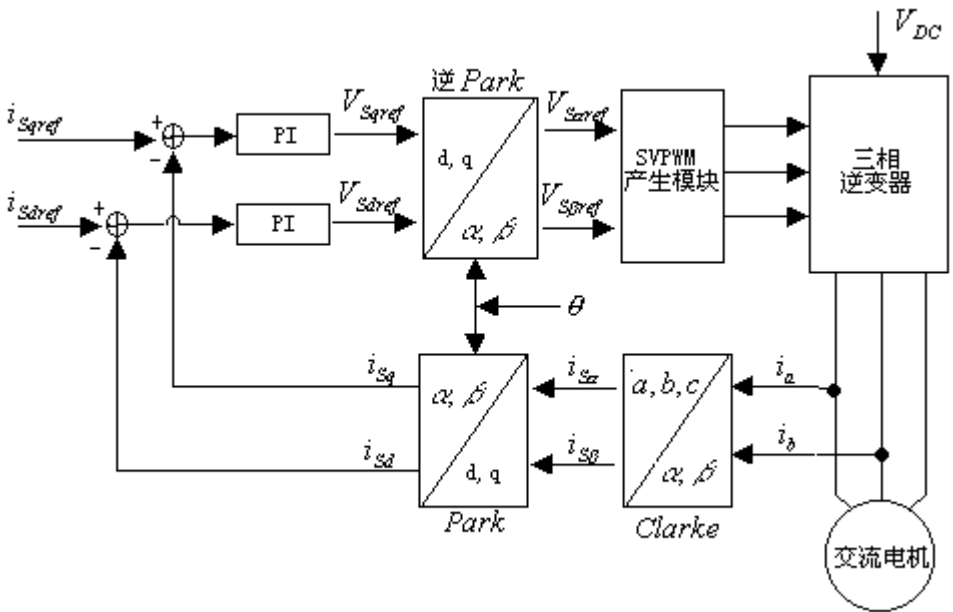 V_DC
逆Park
i_Sqref
+
−
PI
V_Sqref
d, q
α, β
V_Sαref
SVPWM
产生模块
三相
逆变器
i_Sdref
+
−
PI
V_Sdref
V_Sβref
θ
i_Sq
α, β
d, q
Park
i_Sα
a, b, c
α, β
Clarke
i_a
i_Sd
i_Sβ
i_b
交流电机